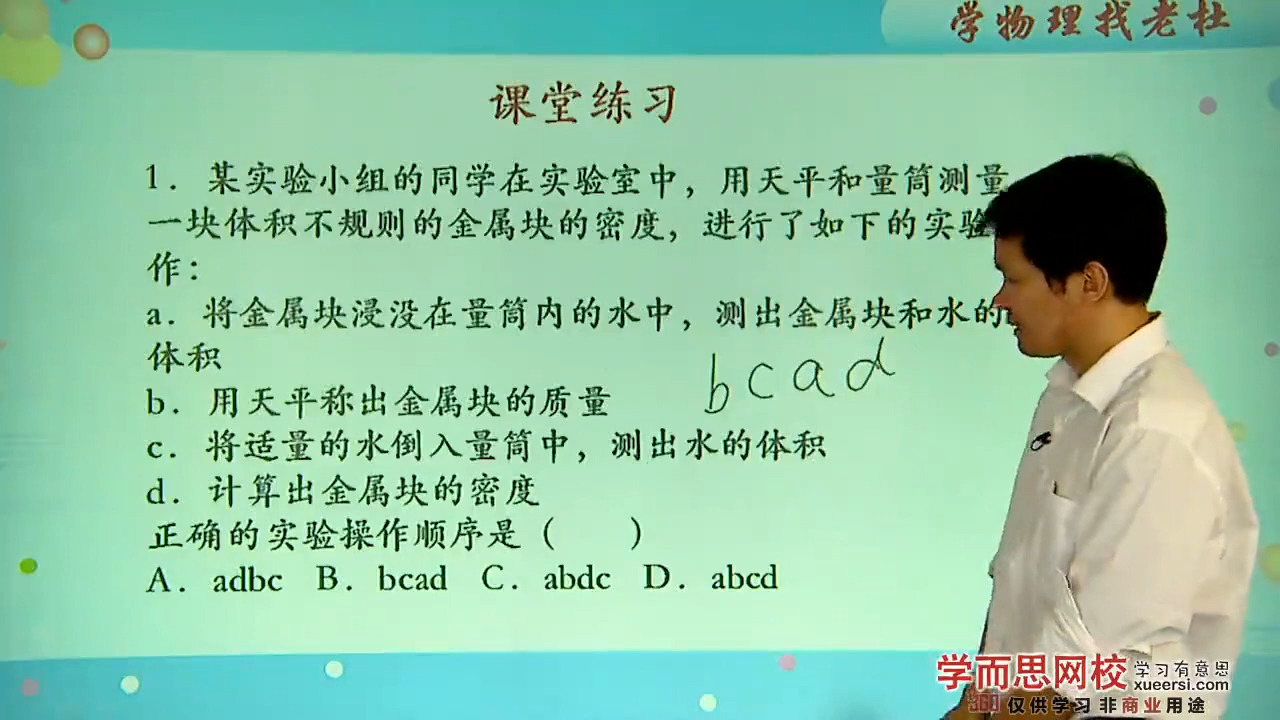 学物理找老杜
课堂练习
1．某实验小组的同学在实验室中，用天平和量筒测量
一块体积不规则的金属块的密度，进行了如下的实验
作：
a．将金属块浸没在量筒内的水中，测出金属块和水的
体积
b．用天平称出金属块的质量
bcad
c．将适量的水倒入量筒中，测出水的体积
d．计算出金属块的密度
正确的实验操作顺序是（　　）
A．adbc B．bcad C．abdc D．abcd
学而思网校 学习有意思
xueersi.com
360 仅供学习 非商业用途